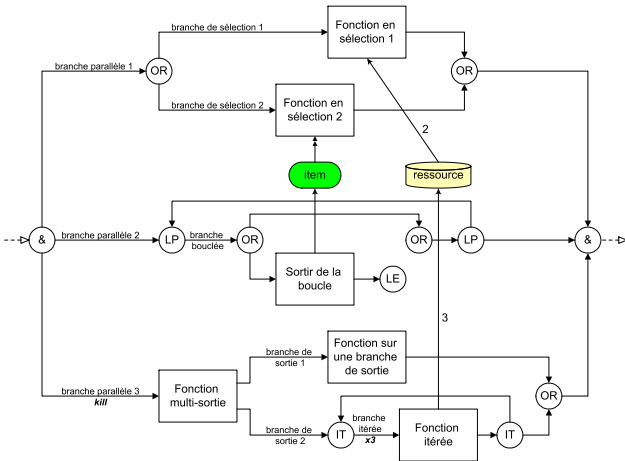 branche de sélection 1
Fonction en
sélection 1
branche parallèle 1
OR
OR
branche de sélection 2
Fonction en
sélection 2
2
item
ressource
&
branche parallèle 2
LP
branche
bouclée
OR
OR
LP
&
Sortir de la
boucle
LE
3
branche de
sortie 1
Fonction sur
une branche
de sortie
branche parallèle 3
kill
Fonction
multi-sortie
OR
branche de
sortie 2
IT
branche
itérée
x3
Fonction
itérée
IT